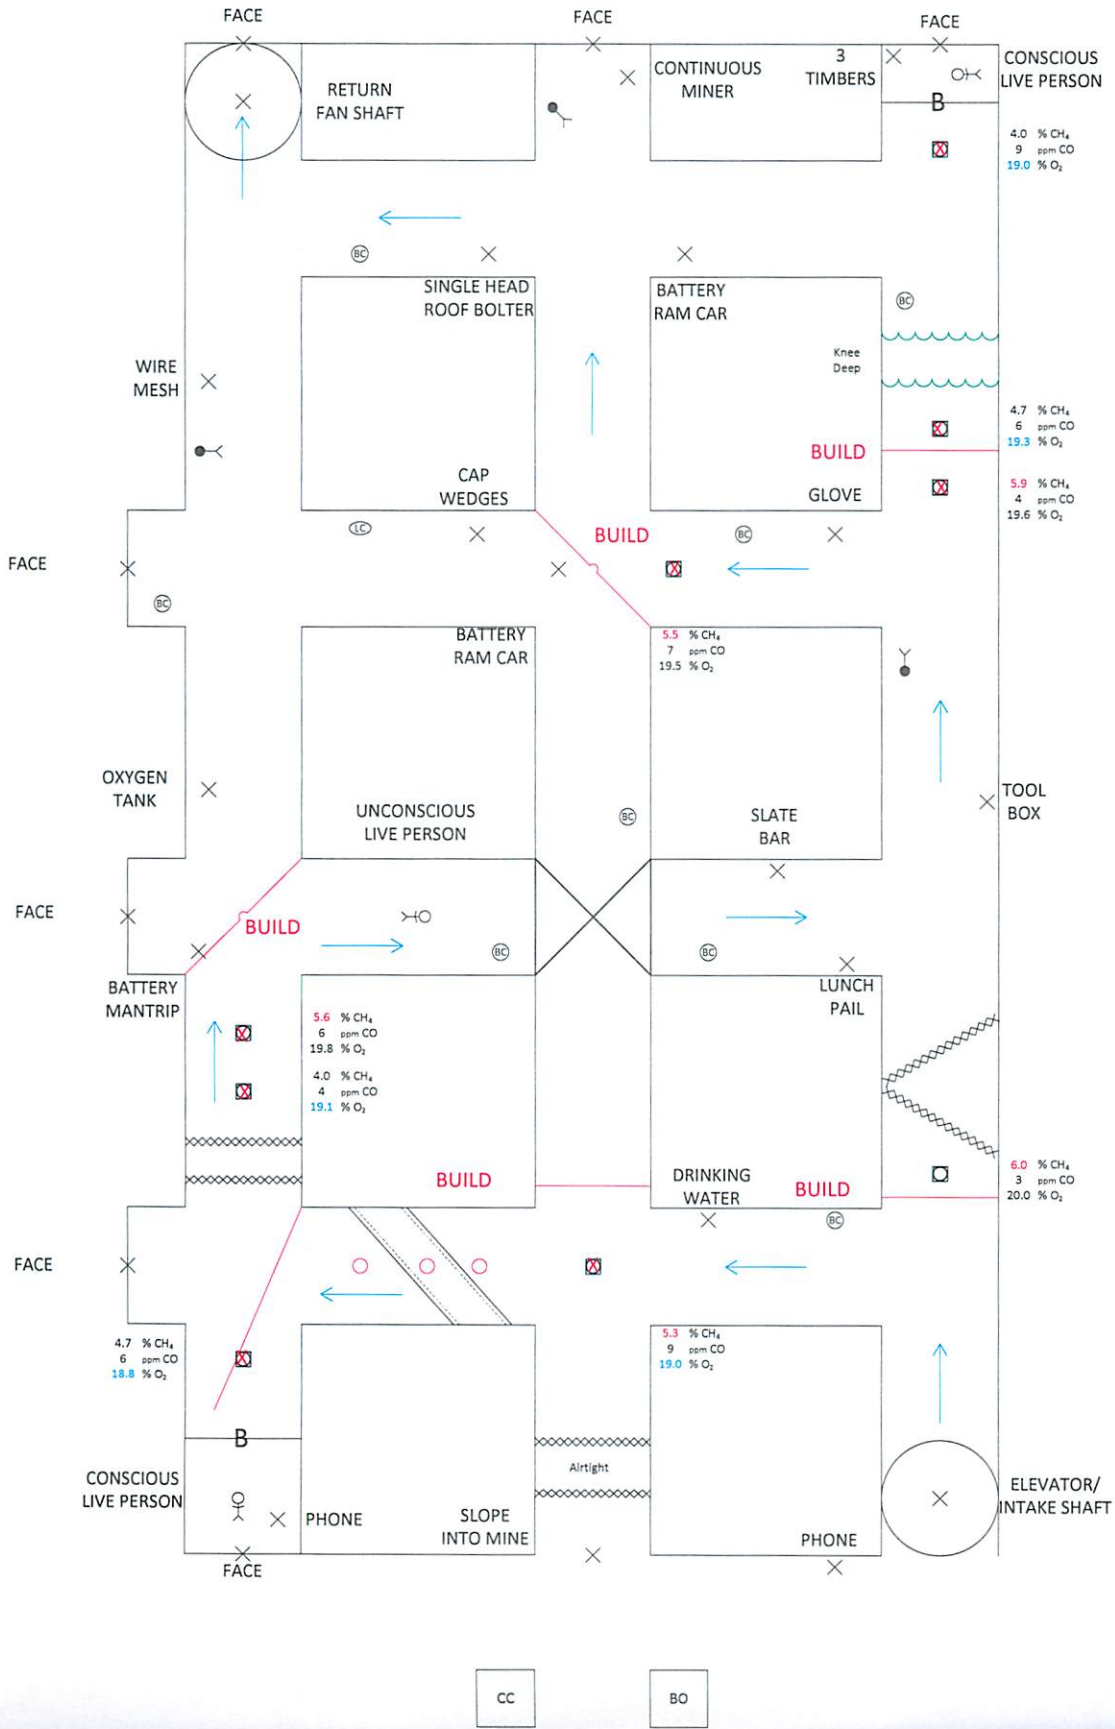 FACE
FACE
FACE
RETURN
FAN SHAFT
CONTINUOUS
MINER
3
TIMBERS
CONSCIOUS
LIVE PERSON
B
4.0 % CH₄
9 ppm CO
19.0 % O₂
BC
SINGLE HEAD
ROOF BOLTER
BATTERY
RAM CAR
BC
WIRE
MESH
Knee
Deep
4.7 % CH₄
6 ppm CO
19.3 % O₂
BUILD
CAP
WEDGES
GLOVE
5.9 % CH₄
4 ppm CO
19.6 % O₂
LC
BUILD
BC
FACE
BC
BATTERY
RAM CAR
5.5 % CH₄
7 ppm CO
19.5 % O₂
OXYGEN
TANK
TOOL
BOX
UNCONSCIOUS
LIVE PERSON
BC
SLATE
BAR
FACE
BUILD
BC
BC
BATTERY
MANTRIP
LUNCH
PAIL
5.6 % CH₄
6 ppm CO
19.8 % O₂
4.0 % CH₄
4 ppm CO
19.1 % O₂
BUILD
DRINKING
WATER
BUILD
6.0 % CH₄
3 ppm CO
20.0 % O₂
BC
FACE
4.7 % CH₄
6 ppm CO
18.8 % O₂
5.3 % CH₄
9 ppm CO
19.0 % O₂
B
Airtight
CONSCIOUS
LIVE PERSON
PHONE
SLOPE
INTO MINE
PHONE
ELEVATOR/
INTAKE SHAFT
FACE
CC
BO